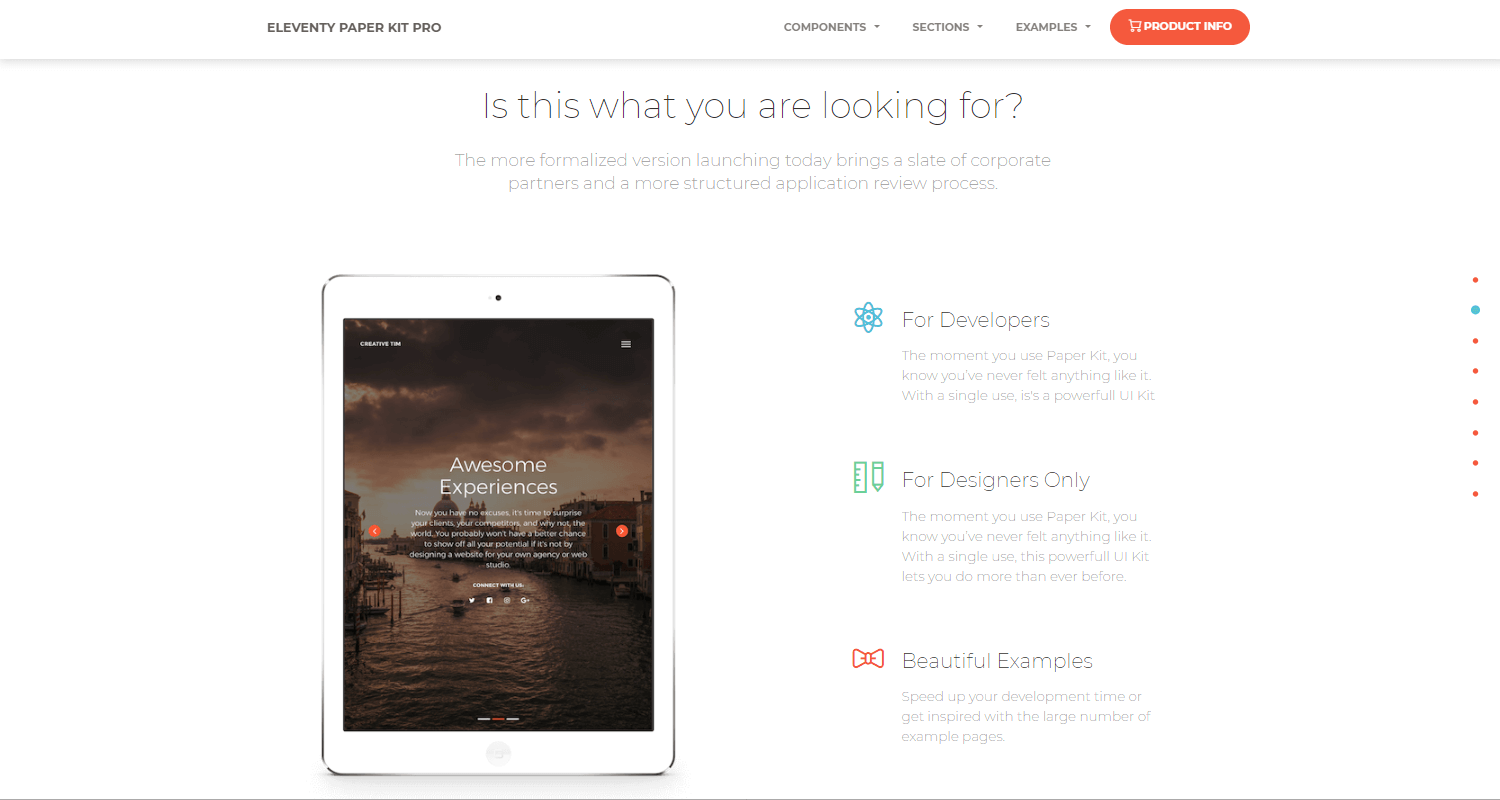 ELEVENTY PAPER KIT PRO
COMPONENTS
SECTIONS
EXAMPLES
PRODUCT INFO
Is this what you are looking for?
The more formalized version launching today brings a slate of corporate
partners and a more structured application review process.
CREATIVE TIM
Awesome
Experiences
Now you have no excuses, it's time to surprise
your clients, your competitors, and why not, the
world. You probably won't have a better chance
to show off all your potential if it's not by
designing a website for your own agency or web
studio.
CONNECT WITH US:
G+
For Developers
The moment you use Paper Kit, you
know you've never felt anything like it.
With a single use, is's a powerfull UI Kit
For Designers Only
The moment you use Paper Kit, you
know you've never felt anything like it.
With a single use, this powerfull UI Kit
lets you do more than ever before.
Beautiful Examples
Speed up your development time or
get inspired with the large number of
example pages.